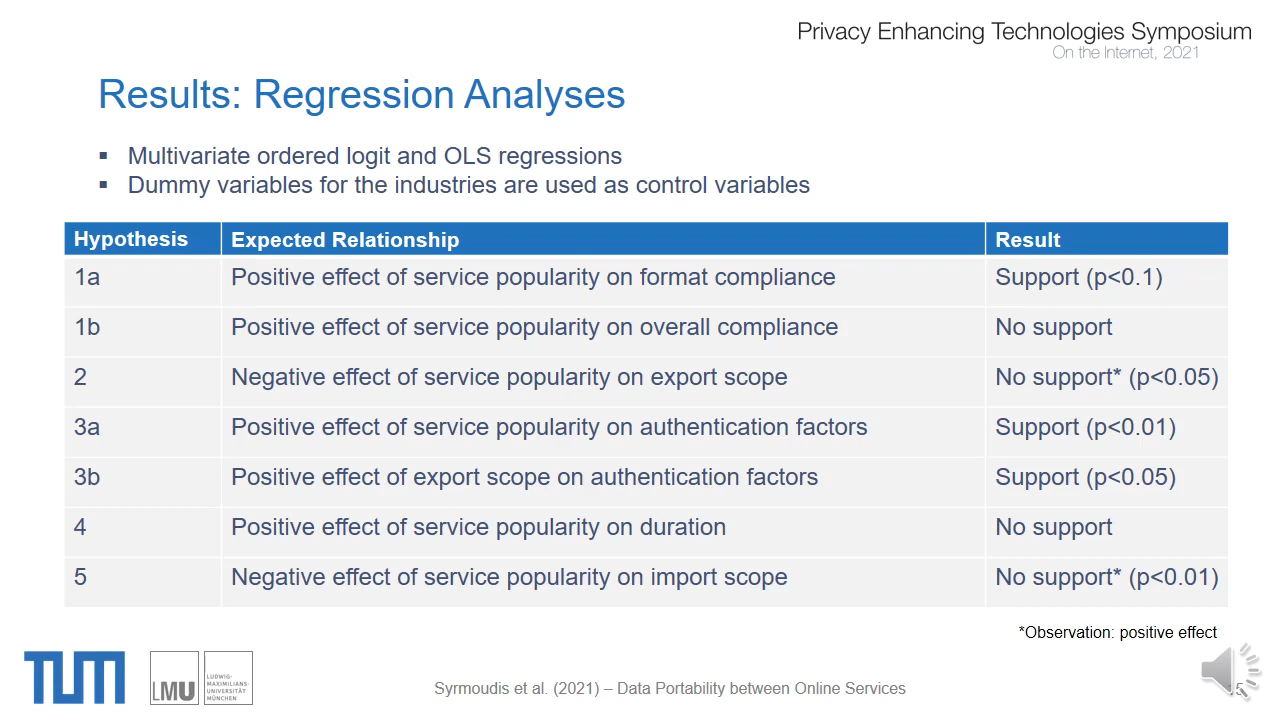 Privacy Enhancing Technologies Symposium
On the Internet, 2021
Results: Regression Analyses
▪ Multivariate ordered logit and OLS regressions
▪ Dummy variables for the industries are used as control variables
Hypothesis Expected Relationship Result
1a Positive effect of service popularity on format compliance Support (p<0.1)
1b Positive effect of service popularity on overall compliance No support
2 Negative effect of service popularity on export scope No support* (p<0.05)
3a Positive effect of service popularity on authentication factors Support (p<0.01)
3b Positive effect of export scope on authentication factors Support (p<0.05)
4 Positive effect of service popularity on duration No support
5 Negative effect of service popularity on import scope No support* (p<0.01)
*Observation: positive effect
TUM
LMU
LUDWIG-
MAXIMILIANS-
UNIVERSITÄT
MÜNCHEN
Syrmoudis et al. (2021) – Data Portability between Online Services